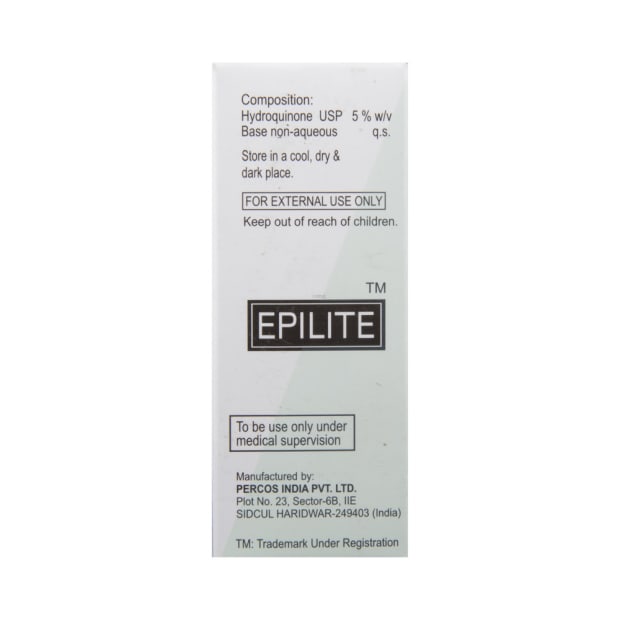 Composition:
Hydroquinone USP 5 % w/v
Base non-aqueous q.s.
Store in a cool, dry &
dark place.
FOR EXTERNAL USE ONLY
Keep out of reach of children.
TM
EPILITE
To be use only under
medical supervision
Manufactured by:
PERCOS INDIA PVT. LTD.
Plot No. 23, Sector-6B, IIE
SIDCUL HARIDWAR-249403 (India)
TM: Trademark Under Registration